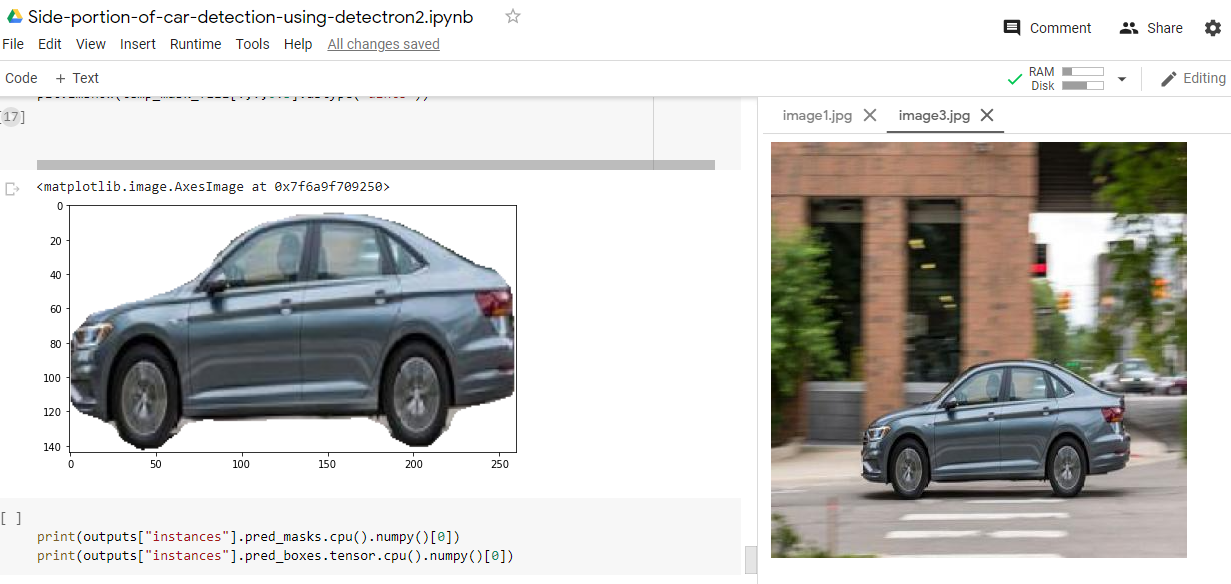 Side-portion-of-car-detection-using-detectron2.ipynb
Comment
Share
File Edit View Insert Runtime Tools Help All changes saved
Code + Text
RAM
Disk
Editing
[17]
<matplotlib.image.AxesImage at 0x7f6a9f709250>
0
20
40
60
80
100
120
140
0 50 100 150 200 250
[ ]
print(outputs["instances"].pred_masks.cpu().numpy()[0])
print(outputs["instances"].pred_boxes.tensor.cpu().numpy()[0])
image1.jpg
image3.jpg